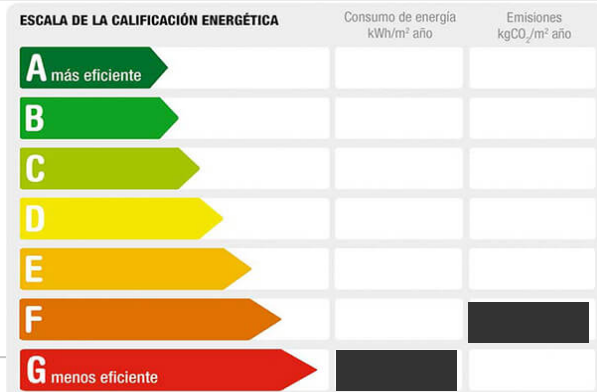 ESCALA DE LA CALIFICACIÓN ENERGÉTICA
Consumo de energía
kWh/m² año
Emisiones
kgCO₂/m² año
A más eficiente
B
C
D
E
F
G menos eficiente